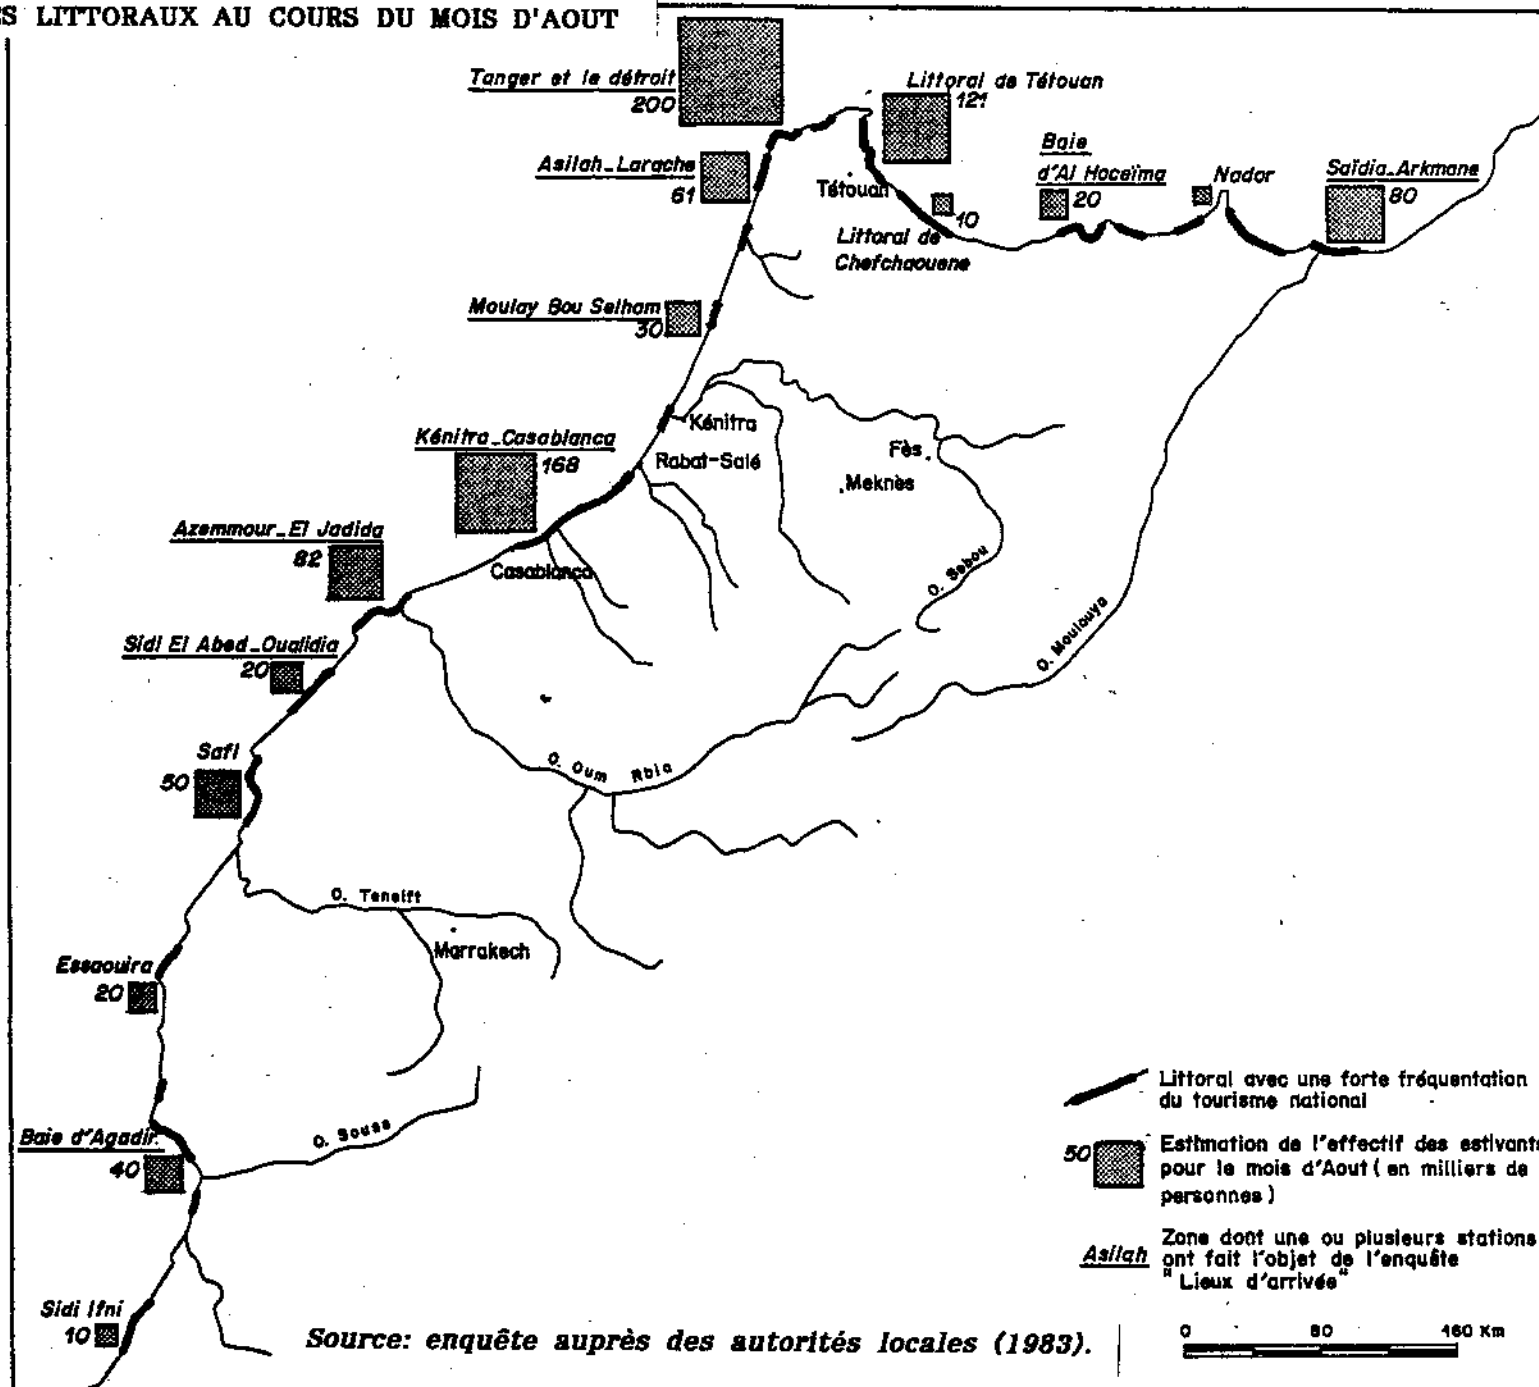 S LITTORAUX AU COURS DU MOIS D'AOUT
Tanger et le détroit
200
Littoral de Tétouan
121
Asilah_Larache
61
Baie
d'Al Hoceïma
20
Nador
Saïdia_Arkmane
80
Tétouan
10
Littoral de
Chefchaouene
Moulay Bou Selham
30
Kénitra_Casablanca
168
Kénitra
Rabat-Salé
Fès
Meknès
Azemmour_El Jadida
82
Casablanca
O. Sebou
O. Moulouya
Sidi El Abed_Oualidia
20
Safi
50
O. Oum Rbia
O. Tensift
Marrakech
Essaouira
20
Baie d'Agadir
40
O. Souss
Sidi Ifni
10
Littoral avec une forte fréquentation
du tourisme national
50
Estimation de l'effectif des estivants
pour le mois d'Aout (en milliers de
personnes)
Asilah
Zone dont une ou plusieurs stations
ont fait l'objet de l'enquête
"Lieux d'arrivée"
Source: enquête auprès des autorités locales (1983).
0 80 160 Km